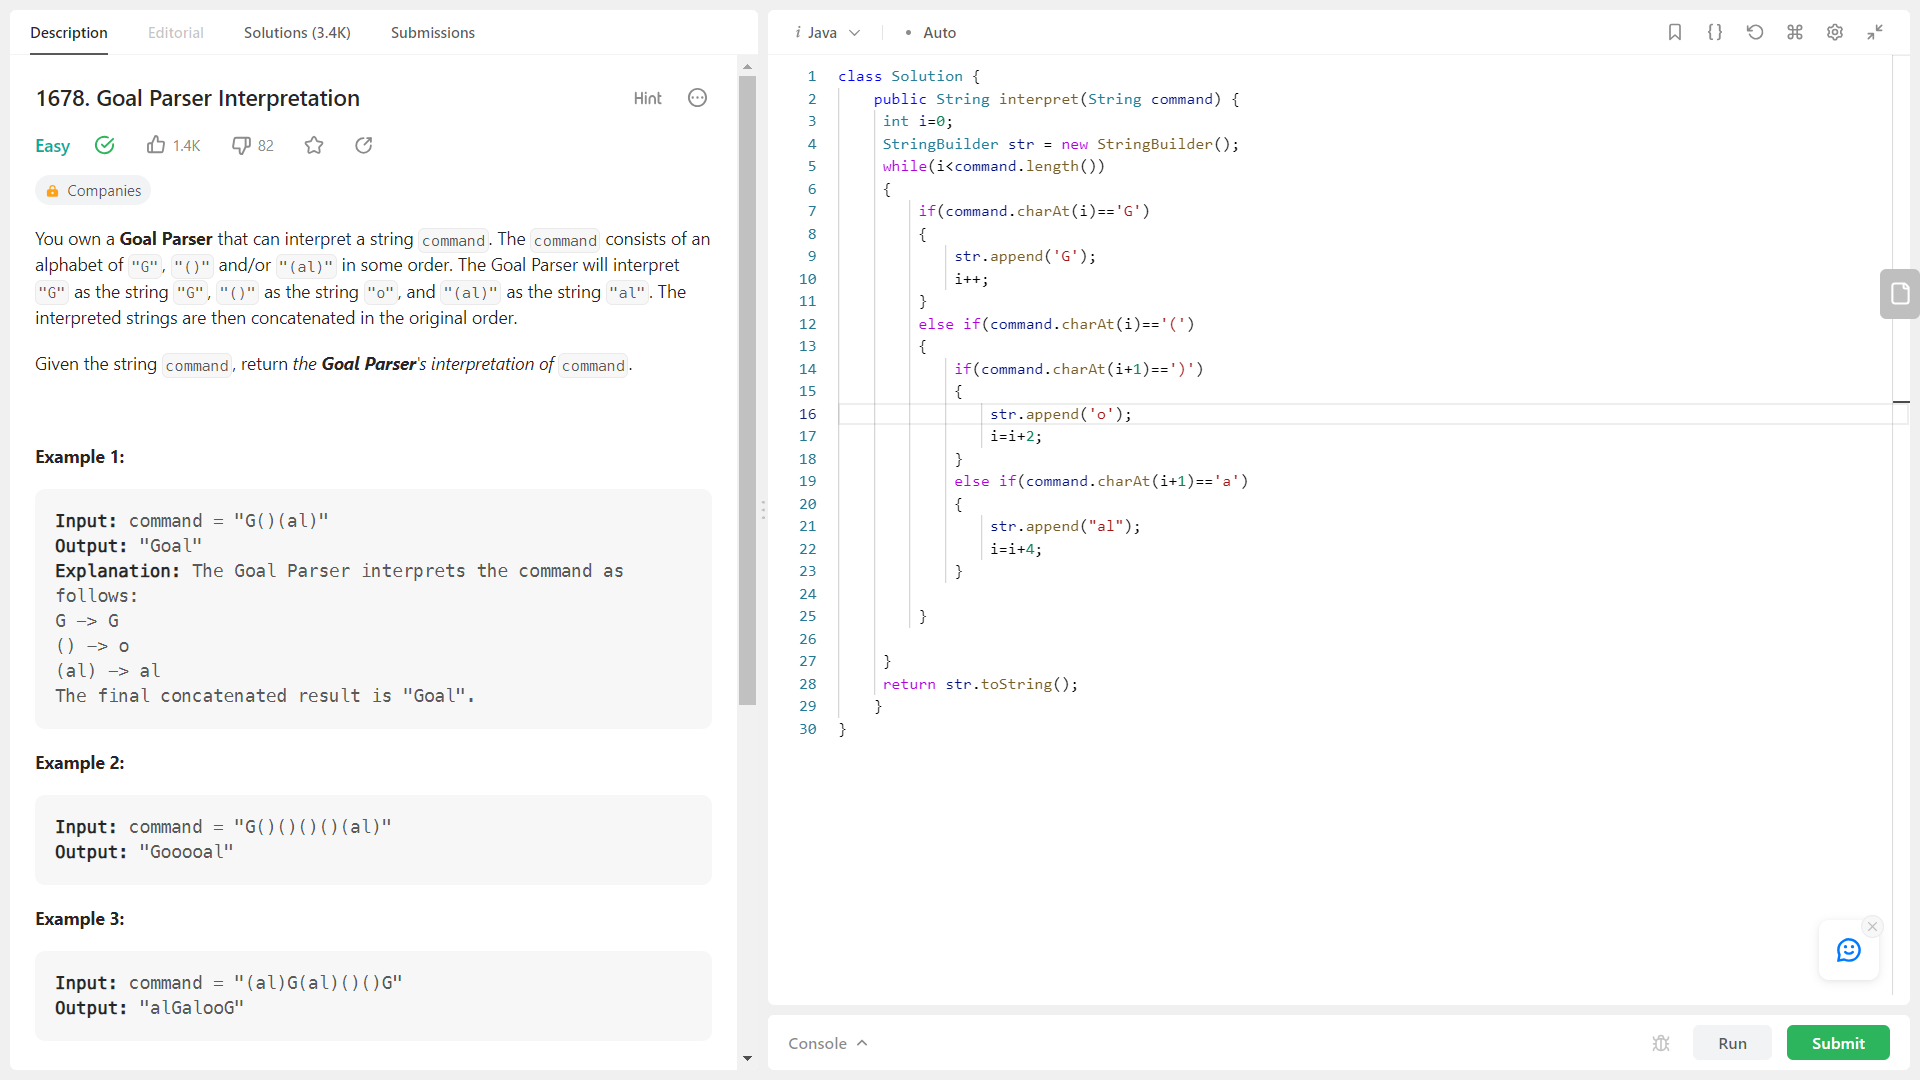 Description Editorial Solutions (3.4K) Submissions
1678. Goal Parser Interpretation Hint
Easy 1.4K 82
Companies
You own a Goal Parser that can interpret a string command. The command consists of an
alphabet of "G", "()" and/or "(al)" in some order. The Goal Parser will interpret
"G" as the string "G", "()" as the string "o", and "(al)" as the string "al". The
interpreted strings are then concatenated in the original order.
Given the string command, return the Goal Parser's interpretation of command.
Example 1:
Input: command = "G()(al)"
Output: "Goal"
Explanation: The Goal Parser interprets the command as
follows:
G -> G
() -> o
(al) -> al
The final concatenated result is "Goal".
Example 2:
Input: command = "G()()()()(al)"
Output: "Gooooal"
Example 3:
Input: command = "(al)G(al)()()G"
Output: "alGalooG"
i Java • Auto
1 class Solution {
2 public String interpret(String command) {
3 int i=0;
4 StringBuilder str = new StringBuilder();
5 while(i<command.length())
6 {
7 if(command.charAt(i)=='G')
8 {
9 str.append('G');
10 i++;
11 }
12 else if(command.charAt(i)=='(')
13 {
14 if(command.charAt(i+1)==')')
15 {
16 str.append('o');
17 i=i+2;
18 }
19 else if(command.charAt(i+1)=='a')
20 {
21 str.append("al");
22 i=i+4;
23 }
24
25 }
26
27 }
28 return str.toString();
29 }
30 }
Console Run Submit